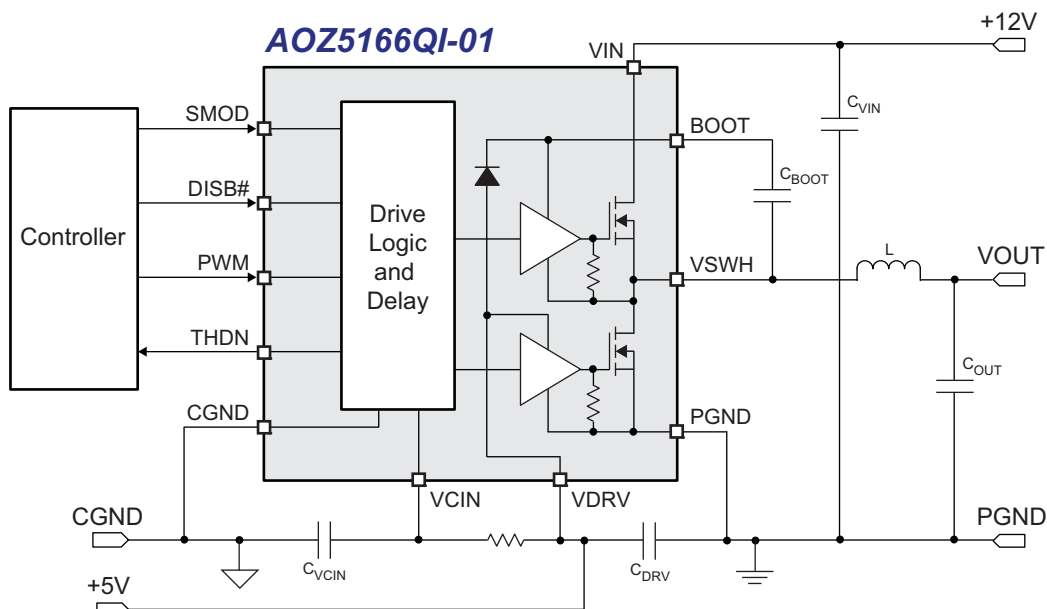 AOZ5166QI-01
+12V
VIN
CVIN
SMOD
BOOT
CBOOT
DISB#
Controller
Drive
Logic
and
Delay
PWM
VSWH
L
VOUT
THDN
COUT
CGND
PGND
VCIN
VDRV
CGND
PGND
CVCIN
CDRV
+5V